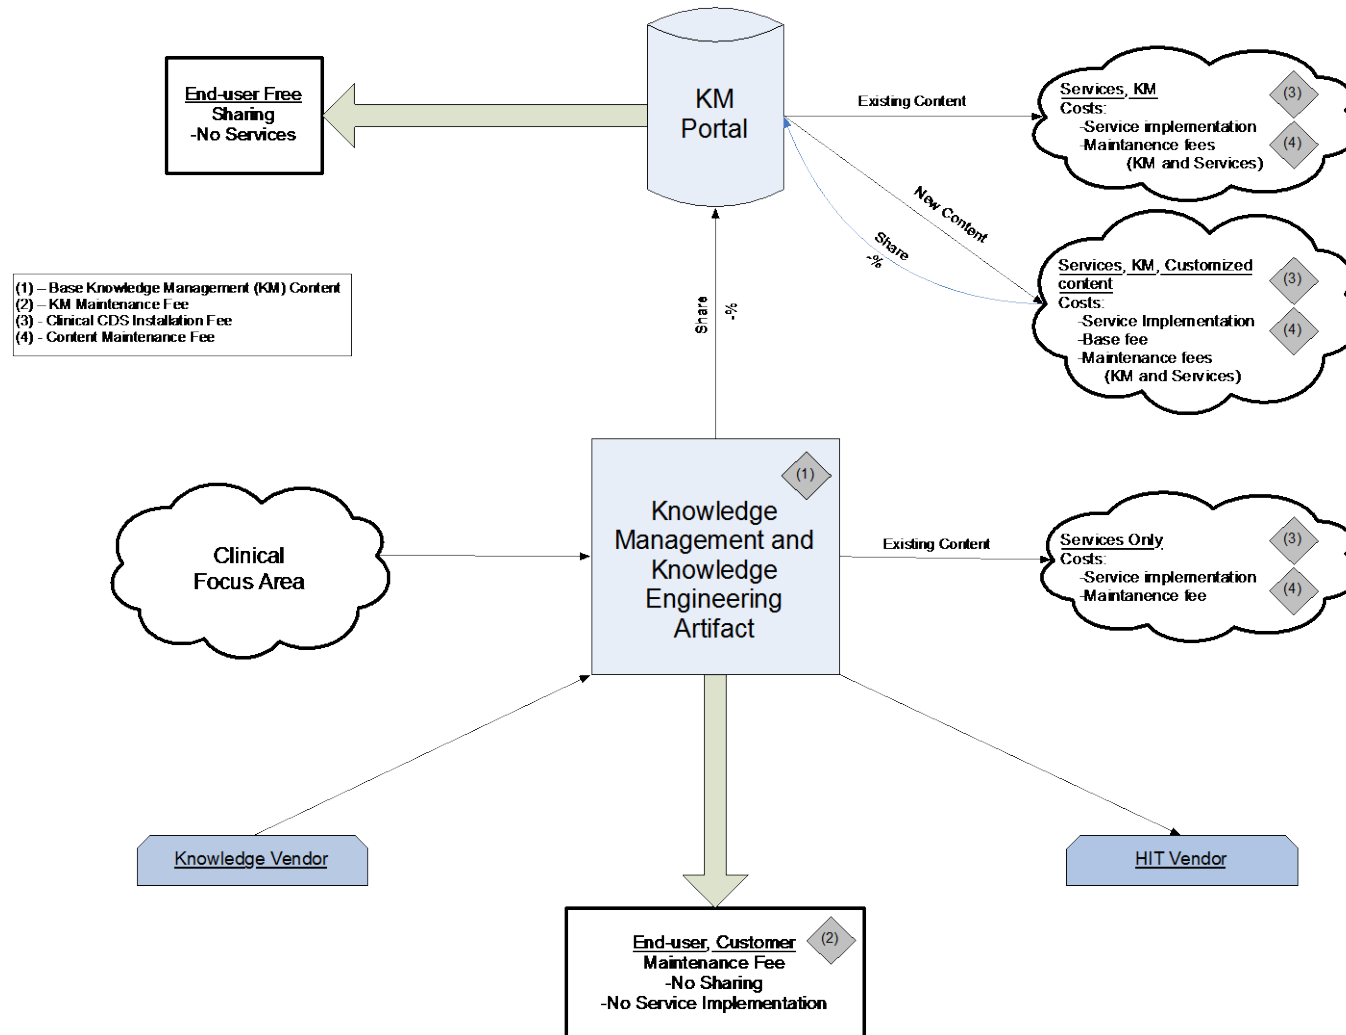 End-user Free
Sharing
-No Services
KM
Portal
Existing Content
Services, KM
Costs:
-Service implementation
-Maintanence fees
(KM and Services)
(3)
(4)
New Content
Share
-%
Services, KM, Customized
content
Costs:
-Service Implementation
-Base fee
-Maintenance fees
(KM and Services)
(3)
(4)
(1) – Base Knowledge Management (KM) Content
(2) – KM Maintenance Fee
(3) - Clinical CDS Installation Fee
(4) - Content Maintenance Fee
Share
-%
Clinical
Focus Area
(1)
Knowledge
Management and
Knowledge
Engineering
Artifact
Existing Content
Services Only
Costs:
-Service implementation
-Maintanence fee
(3)
(4)
Knowledge Vendor
HIT Vendor
End-user, Customer
Maintenance Fee
-No Sharing
-No Service Implementation
(2)